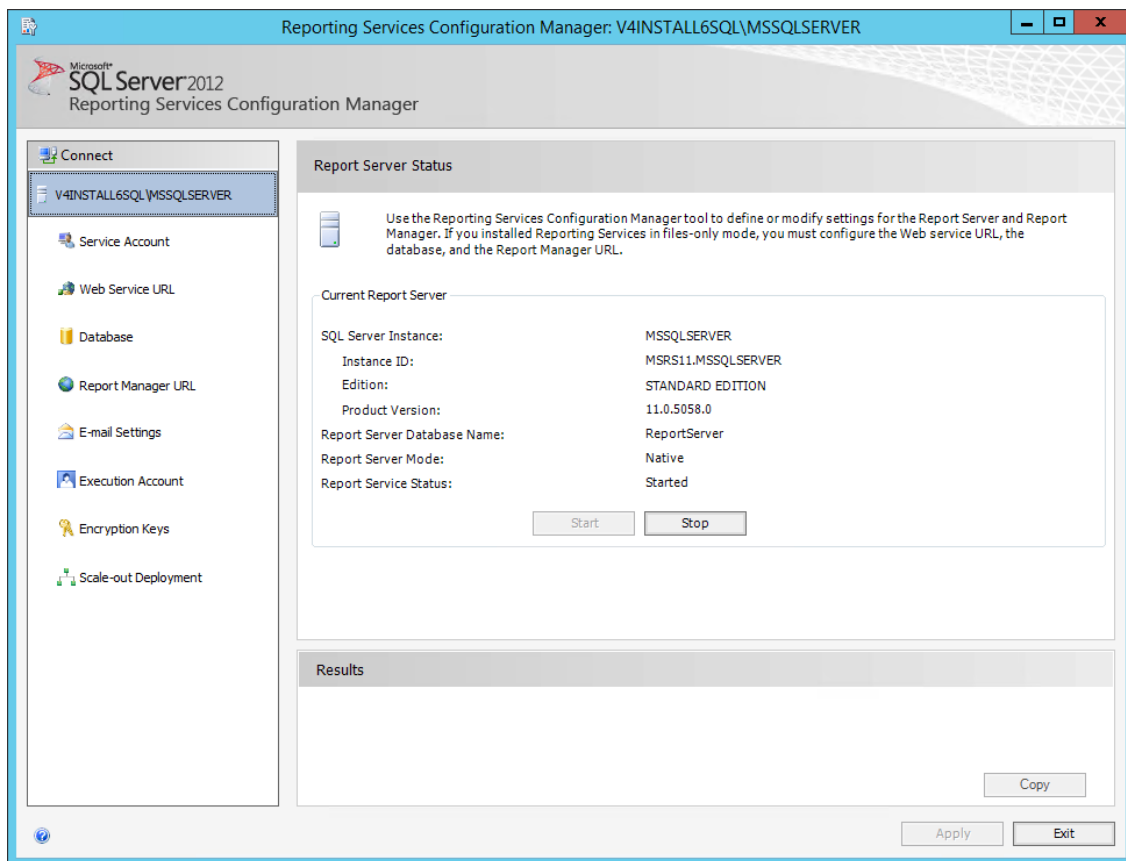 Reporting Services Configuration Manager: V4INSTALL6SQL\MSSQLSERVER
Microsoft®
SQL Server 2012
Reporting Services Configuration Manager
Connect
V4INSTALL6SQL\MSSQLSERVER
Service Account
Web Service URL
Database
Report Manager URL
E-mail Settings
Execution Account
Encryption Keys
Scale-out Deployment
Report Server Status
Use the Reporting Services Configuration Manager tool to define or modify settings for the Report Server and Report
Manager. If you installed Reporting Services in files-only mode, you must configure the Web service URL, the
database, and the Report Manager URL.
Current Report Server
SQL Server Instance: MSSQLSERVER
Instance ID: MSRS11.MSSQLSERVER
Edition: STANDARD EDITION
Product Version: 11.0.5058.0
Report Server Database Name: ReportServer
Report Server Mode: Native
Report Service Status: Started
Start Stop
Results
Copy
Apply Exit